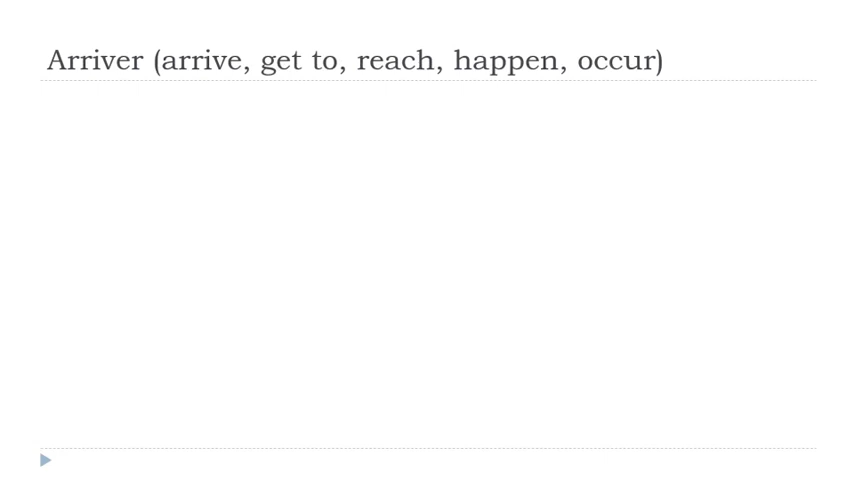 Arriver (arrive, get to, reach, happen, occur)